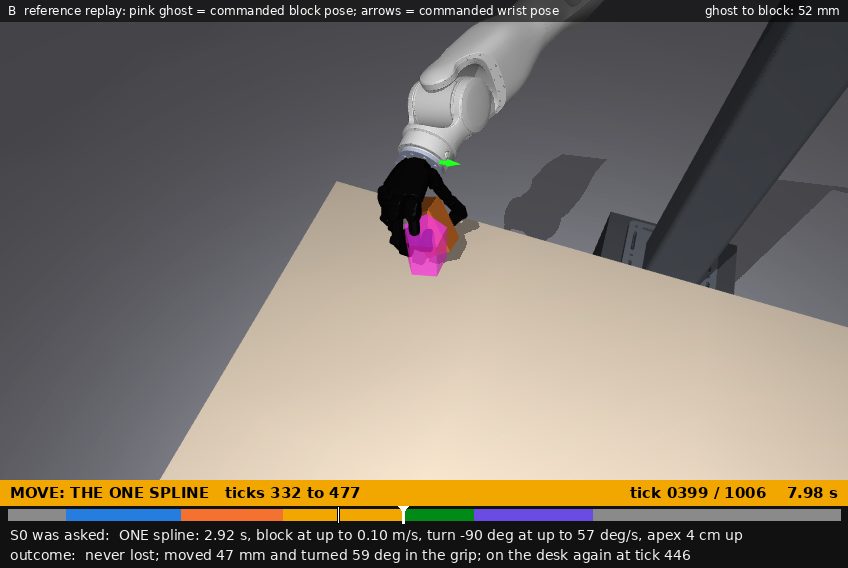 B  reference replay: pink ghost = commanded block pose; arrows = commanded wrist pose    ghost to block: 52 mm
MOVE: THE ONE SPLINE   ticks 332 to 477    tick 0399 / 1006    7.98 s
S0 was asked:  ONE spline: 2.92 s, block at up to 0.10 m/s, turn -90 deg at up to 57 deg/s, apex 4 cm up
outcome:  never lost; moved 47 mm and turned 59 deg in the grip; on the desk again at tick 446